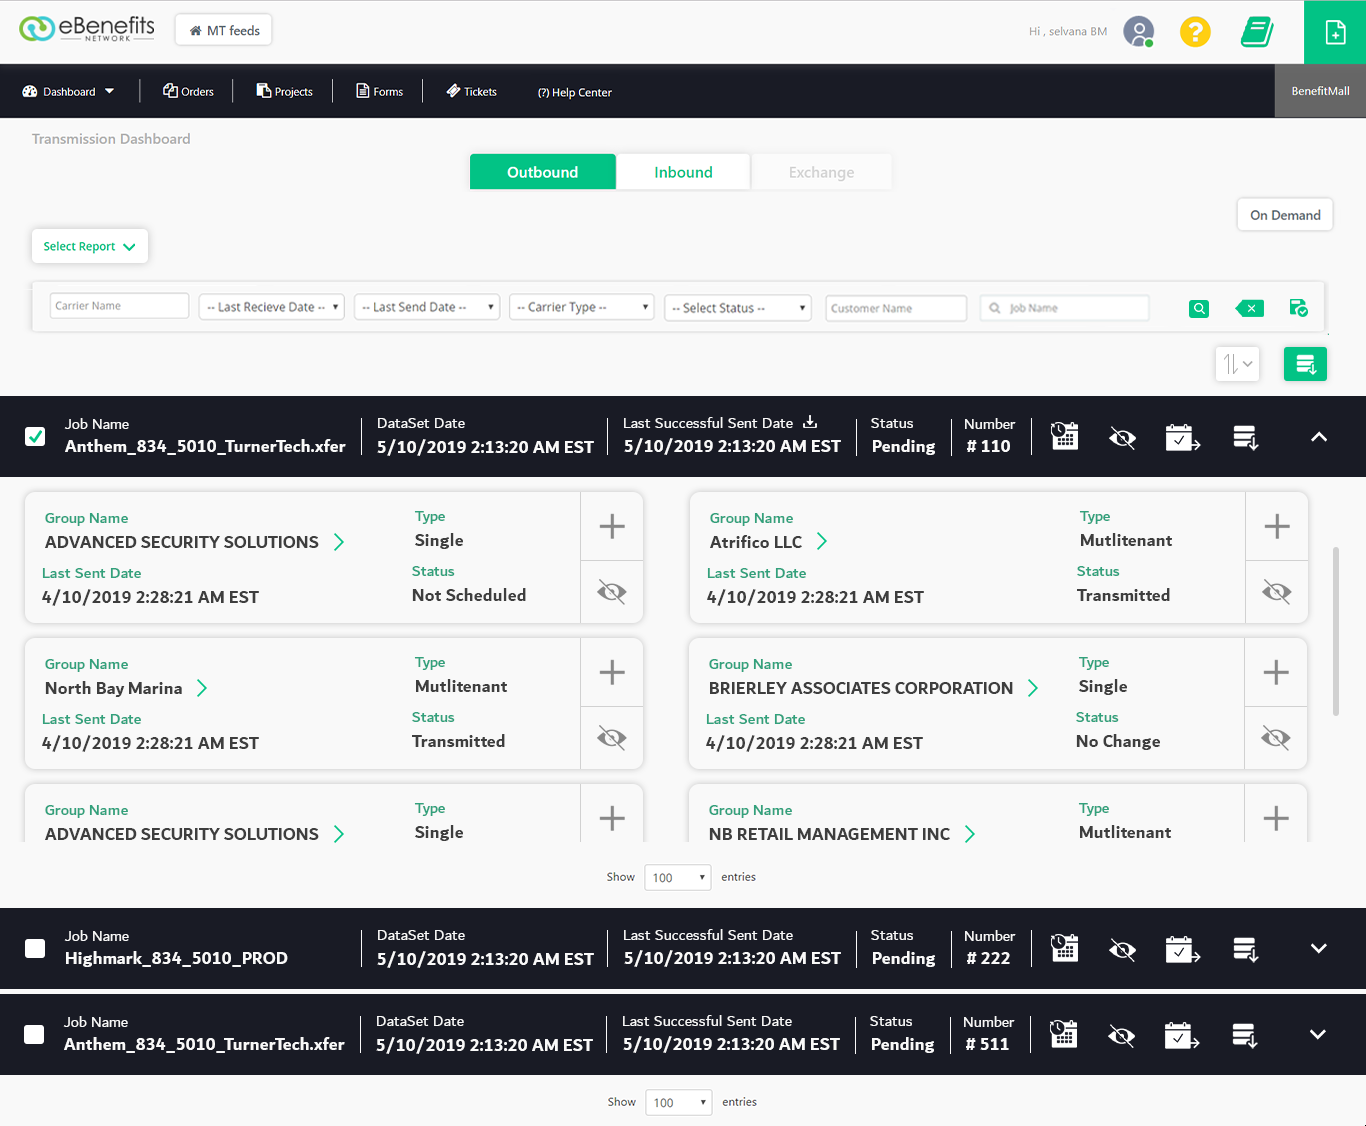 eBenefits
NETWORK
MT feeds
Hi , selvana BM
Dashboard
Orders
Projects
Forms
Tickets
(?) Help Center
BenefitMall
Transmission Dashboard
Outbound
Inbound
Exchange
On Demand
Select Report
Carrier Name
-- Last Recieve Date --
-- Last Send Date --
-- Carrier Type --
-- Select Status --
Customer Name
Job Name
Job Name
Anthem_834_5010_TurnerTech.xfer
DataSet Date
5/10/2019 2:13:20 AM EST
Last Successful Sent Date
5/10/2019 2:13:20 AM EST
Status
Pending
Number
# 110
Group Name
ADVANCED SECURITY SOLUTIONS
Type
Single
Last Sent Date
4/10/2019 2:28:21 AM EST
Status
Not Scheduled
Group Name
Atrifico LLC
Type
Mutlitenant
Last Sent Date
4/10/2019 2:28:21 AM EST
Status
Transmitted
Group Name
North Bay Marina
Type
Mutlitenant
Last Sent Date
4/10/2019 2:28:21 AM EST
Status
Transmitted
Group Name
BRIERLEY ASSOCIATES CORPORATION
Type
Single
Last Sent Date
4/10/2019 2:28:21 AM EST
Status
No Change
Group Name
ADVANCED SECURITY SOLUTIONS
Type
Single
Group Name
NB RETAIL MANAGEMENT INC
Type
Mutlitenant
Show 100 entries
Job Name
Highmark_834_5010_PROD
DataSet Date
5/10/2019 2:13:20 AM EST
Last Successful Sent Date
5/10/2019 2:13:20 AM EST
Status
Pending
Number
# 222
Job Name
Anthem_834_5010_TurnerTech.xfer
DataSet Date
5/10/2019 2:13:20 AM EST
Last Successful Sent Date
5/10/2019 2:13:20 AM EST
Status
Pending
Number
# 511
Show 100 entries